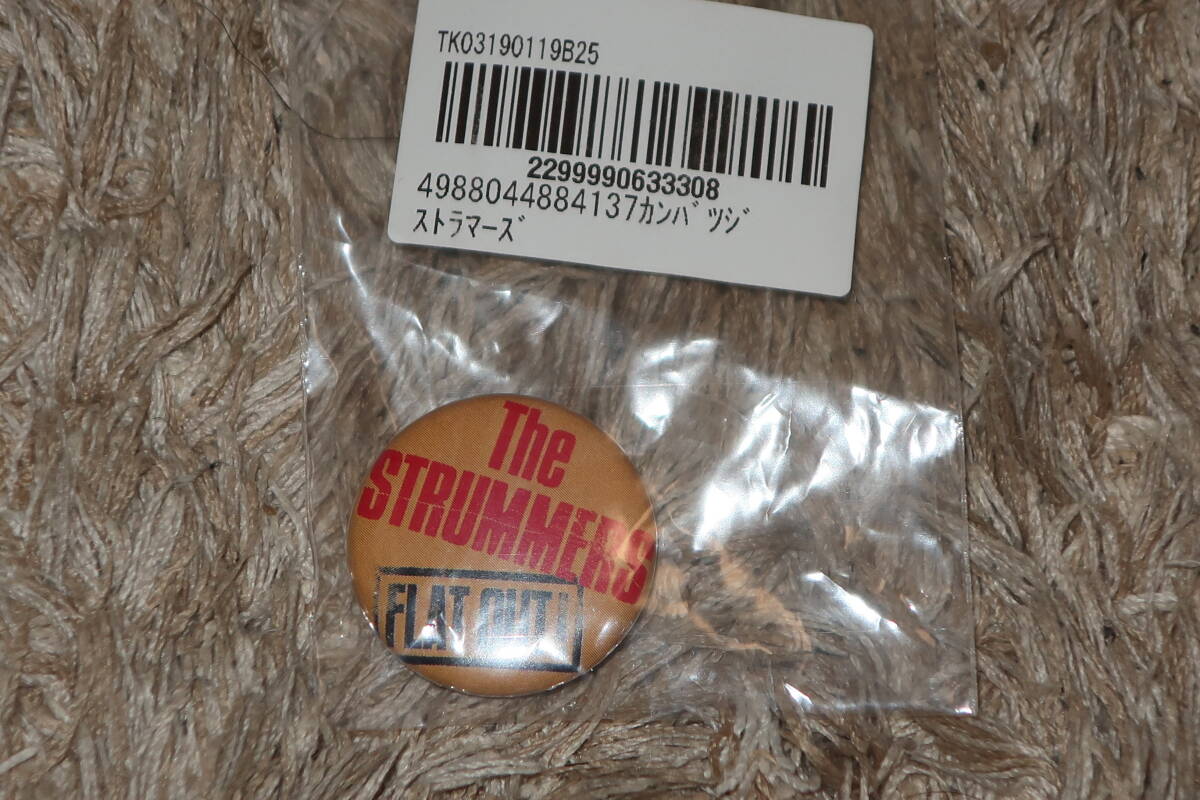 TK03190119B25
2299990633308
4988044884137ｶﾝﾊﾞﾂｼﾞ
ｽﾄﾗﾏｰｽﾞ
The
STRUMMERS
FLAT OUT!